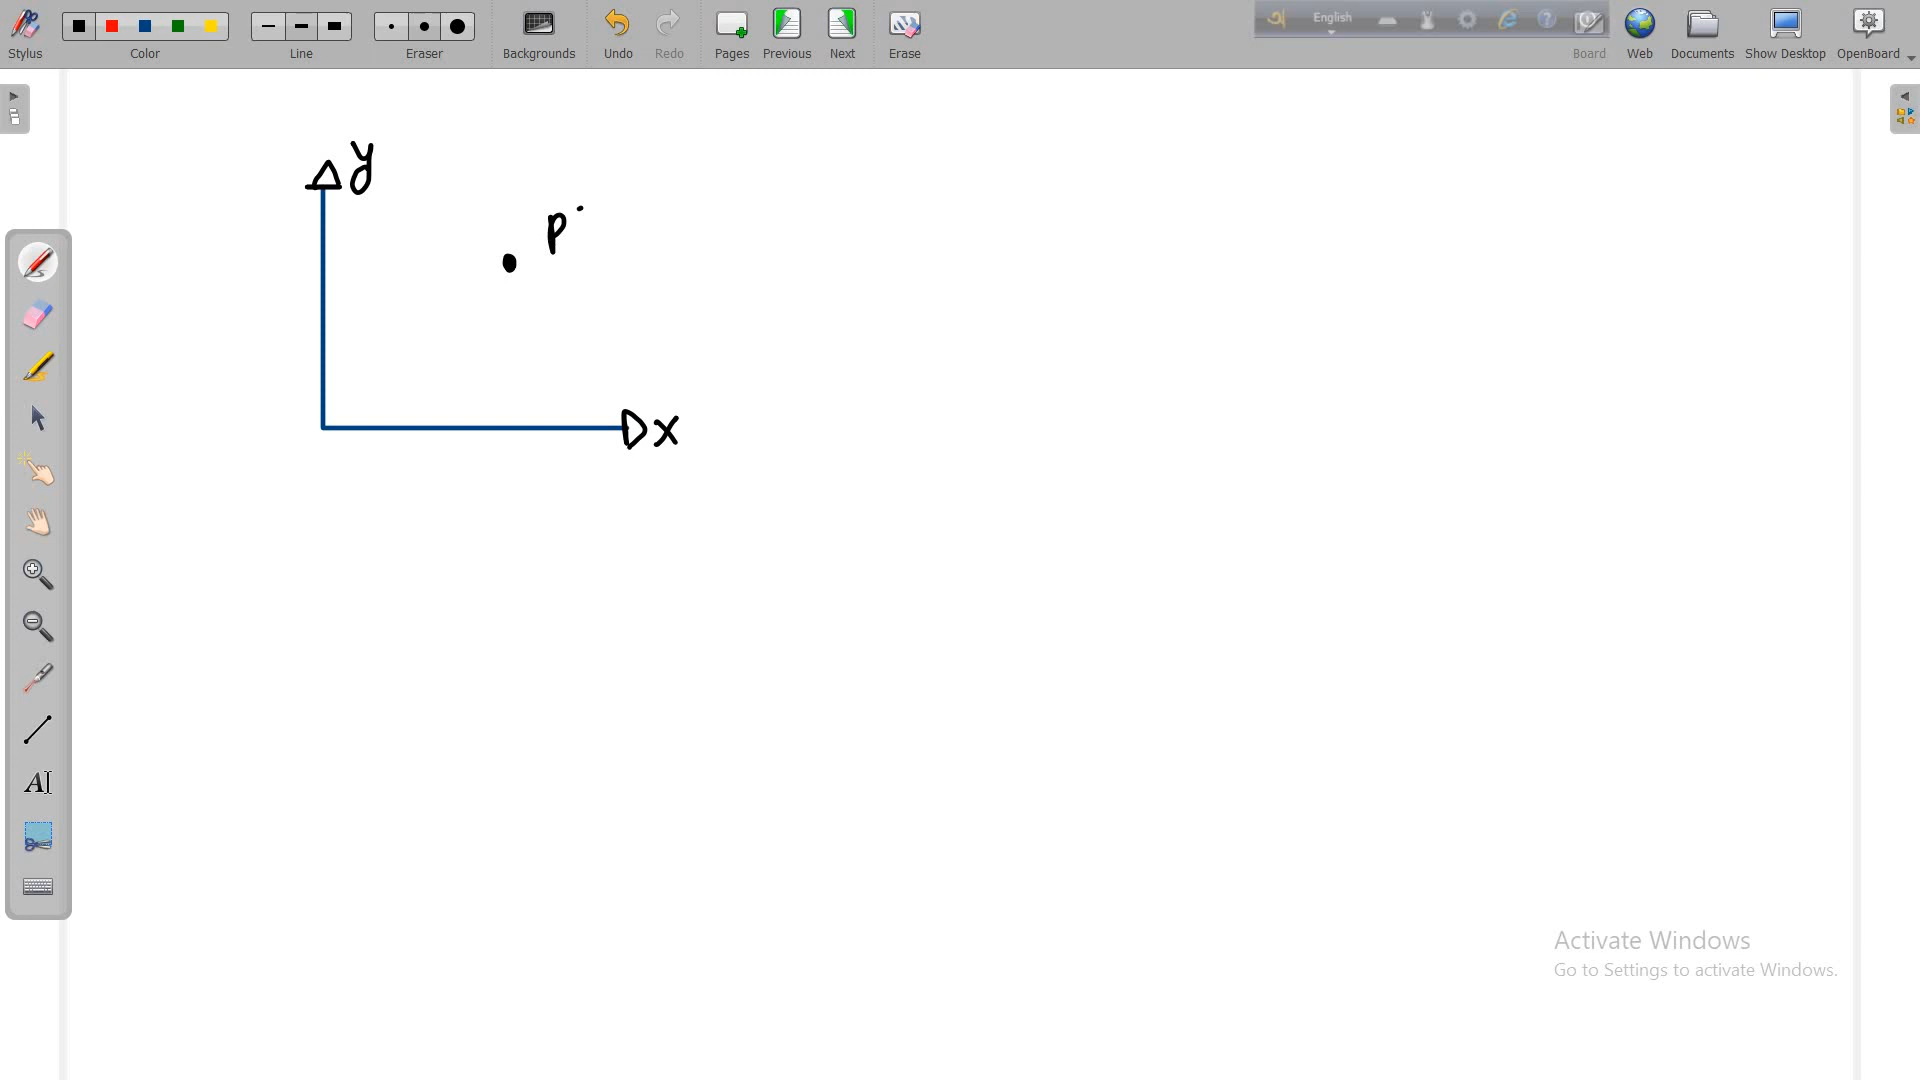 Stylus Color Line Eraser Backgrounds Undo Redo Pages Previous Next Erase English Board Web Documents Show Desktop OpenBoard
y
P
x
Activate Windows
Go to Settings to activate Windows.